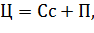 Ц = Сс + П,